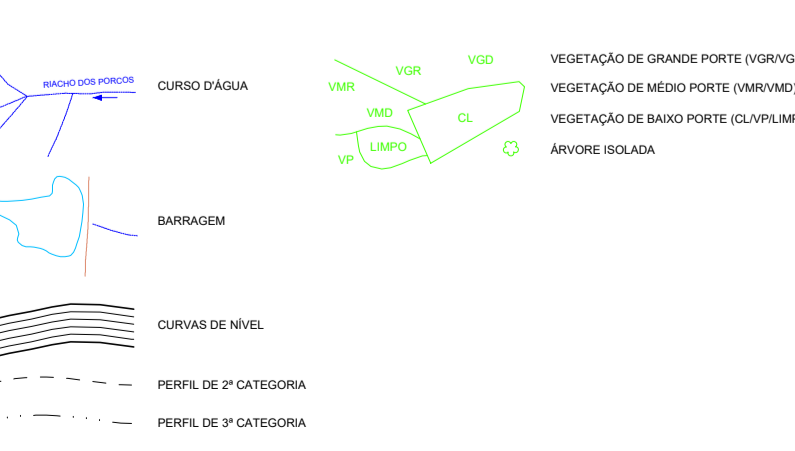 RIACHO DOS PORCOS
CURSO D'ÁGUA
BARRAGEM
CURVAS DE NÍVEL
PERFIL DE 2ª CATEGORIA
PERFIL DE 3ª CATEGORIA
VGD
VGR
VMR
VMD
CL
LIMPO
VP
VEGETAÇÃO DE GRANDE PORTE (VGR/VG
VEGETAÇÃO DE MÉDIO PORTE (VMR/VMD)
VEGETAÇÃO DE BAIXO PORTE (CL/VP/LIMP
ÁRVORE ISOLADA